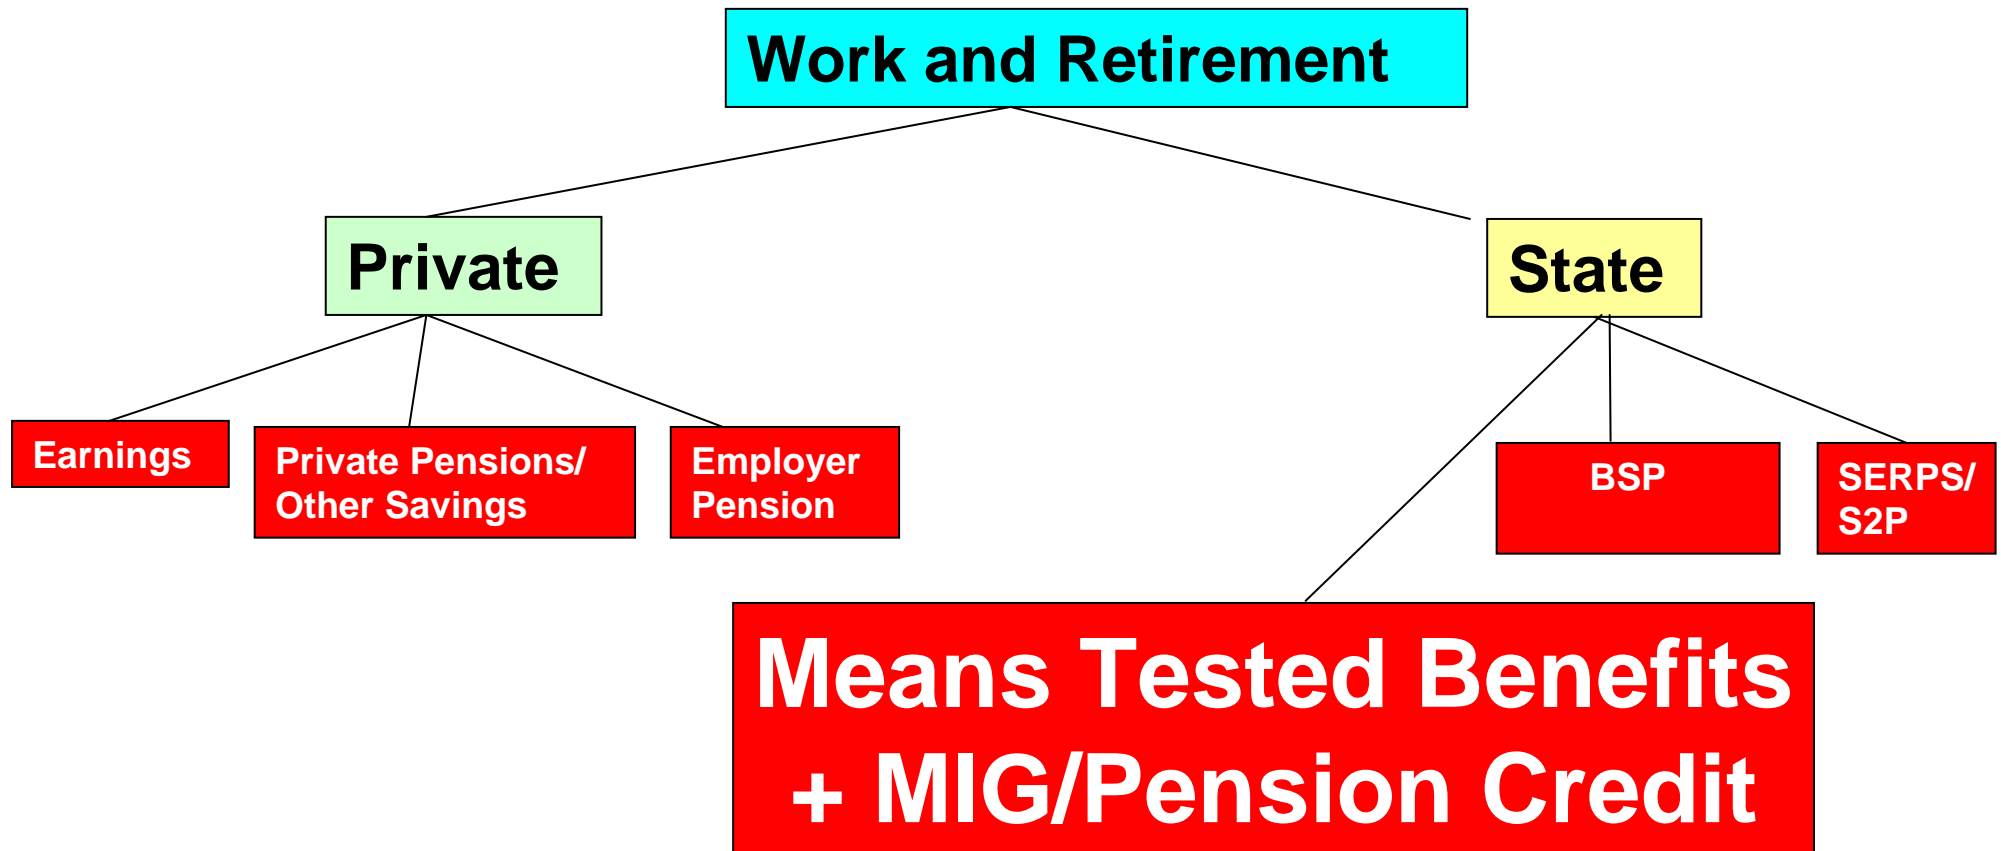 Work and Retirement
Private
State
Earnings
Private Pensions/
Other Savings
Employer
Pension
BSP
SERPS/
S2P
Means Tested Benefits
+ MIG/Pension Credit